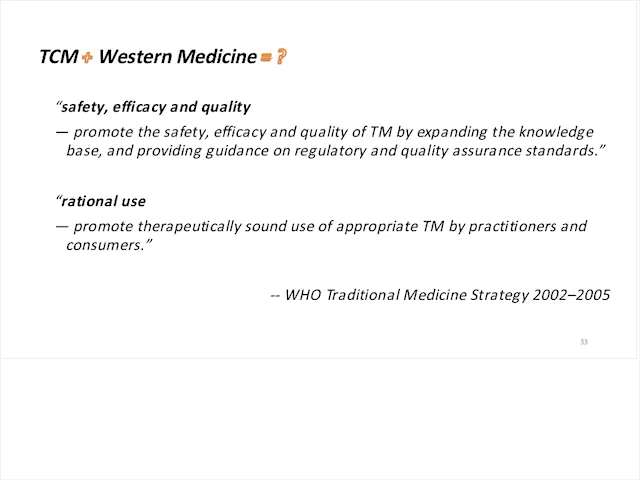 TCM + Western Medicine = ?
“safety, efficacy and quality
— promote the safety, efficacy and quality of TM by expanding the knowledge
base, and providing guidance on regulatory and quality assurance standards.”
“rational use
— promote therapeutically sound use of appropriate TM by practitioners and
consumers.”
-- WHO Traditional Medicine Strategy 2002–2005
33